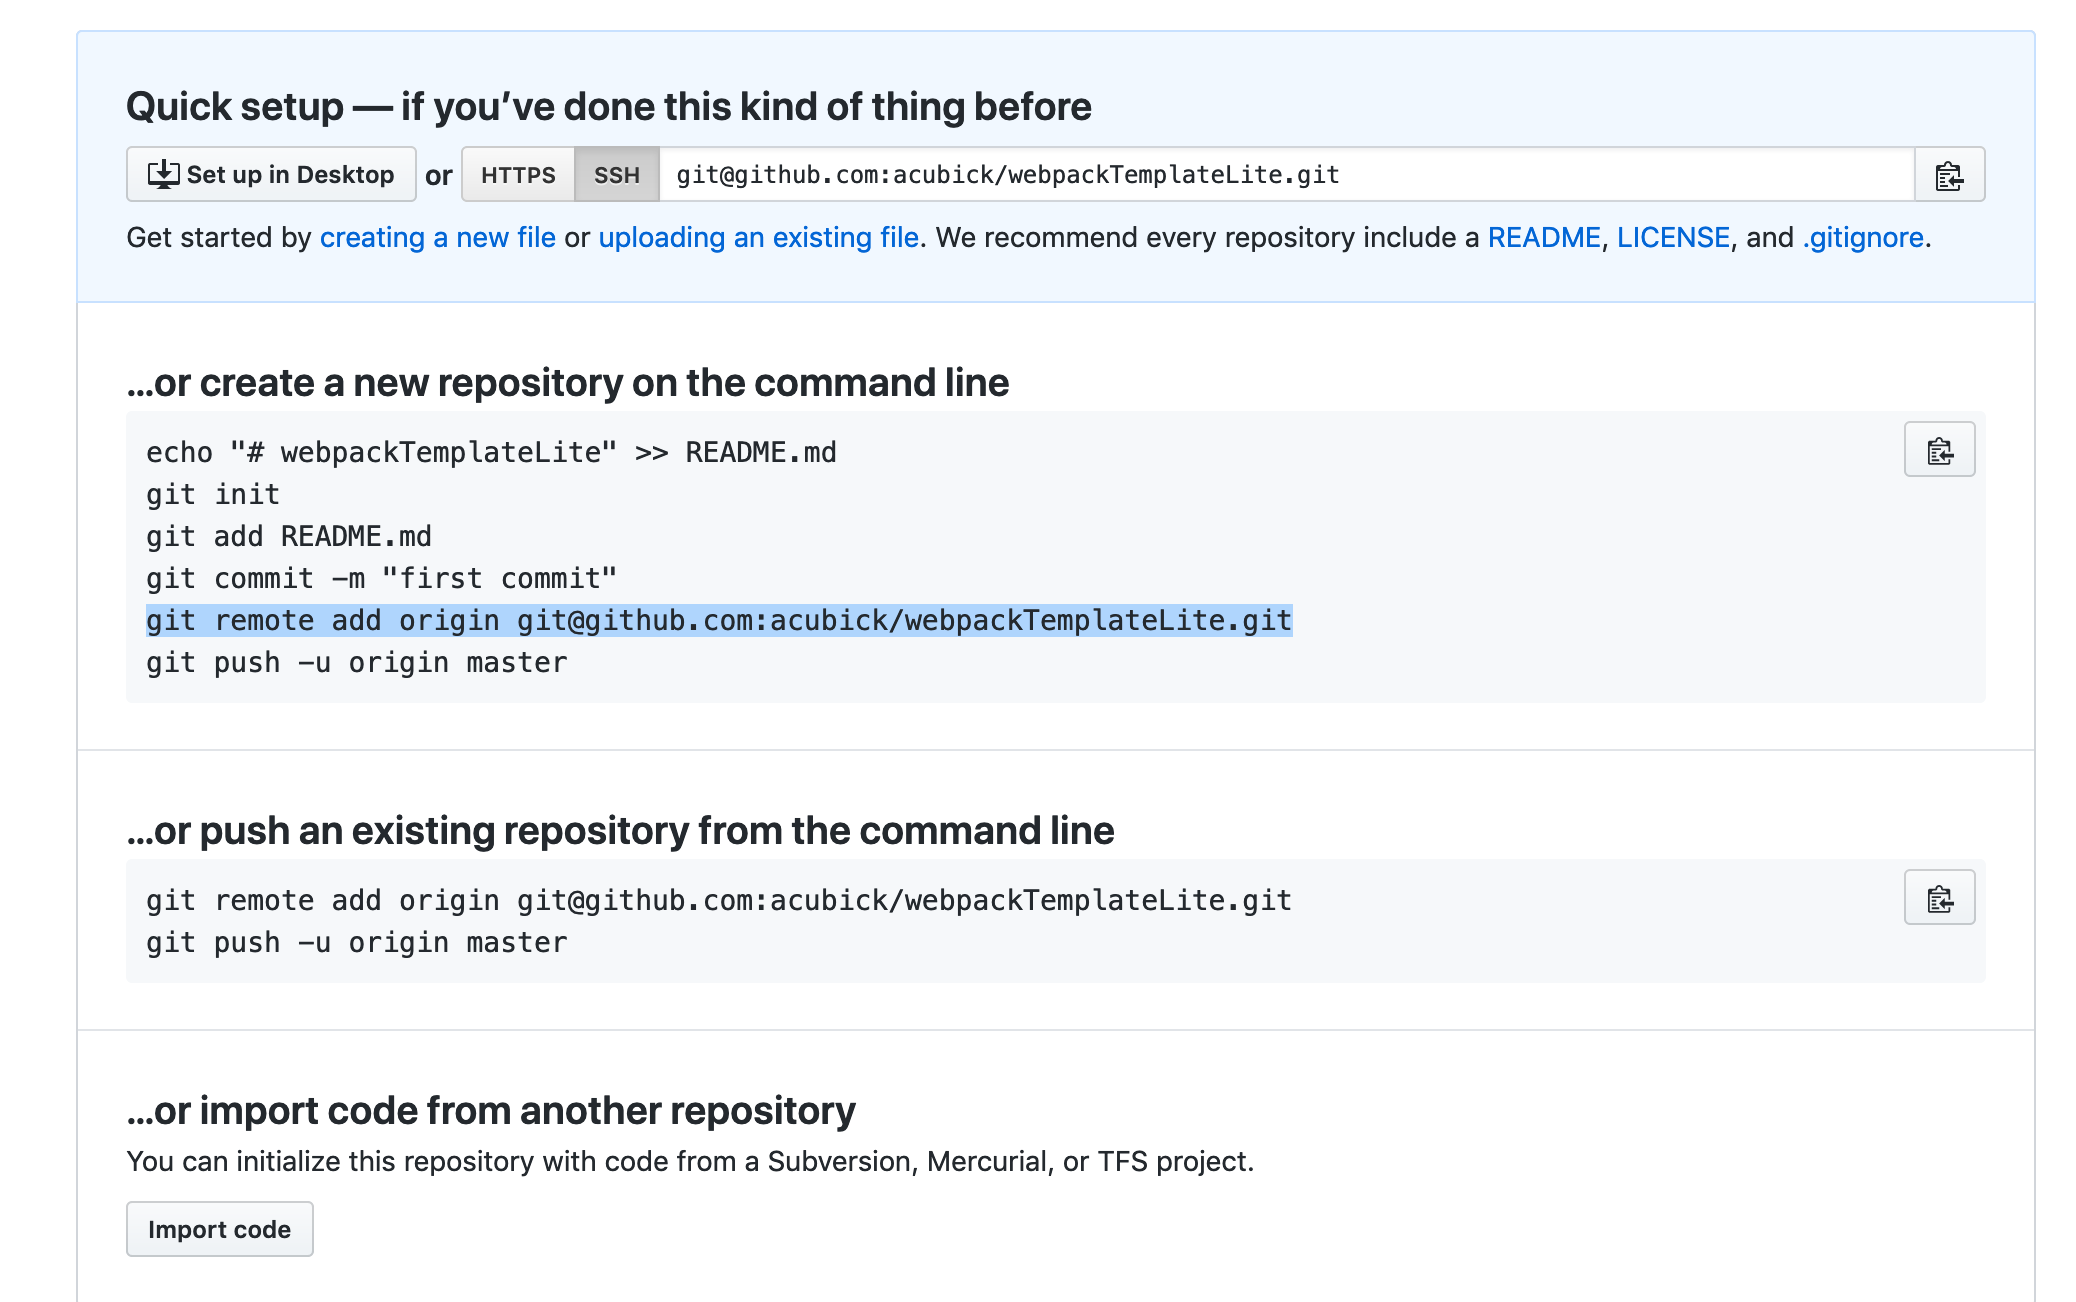 Quick setup — if you’ve done this kind of thing before
Set up in Desktop or HTTPS SSH git@github.com:acubick/webpackTemplateLite.git
Get started by creating a new file or uploading an existing file. We recommend every repository include a README, LICENSE, and .gitignore.
…or create a new repository on the command line
echo "# webpackTemplateLite" >> README.md
git init
git add README.md
git commit -m "first commit"
git remote add origin git@github.com:acubick/webpackTemplateLite.git
git push -u origin master
…or push an existing repository from the command line
git remote add origin git@github.com:acubick/webpackTemplateLite.git
git push -u origin master
…or import code from another repository
You can initialize this repository with code from a Subversion, Mercurial, or TFS project.
Import code